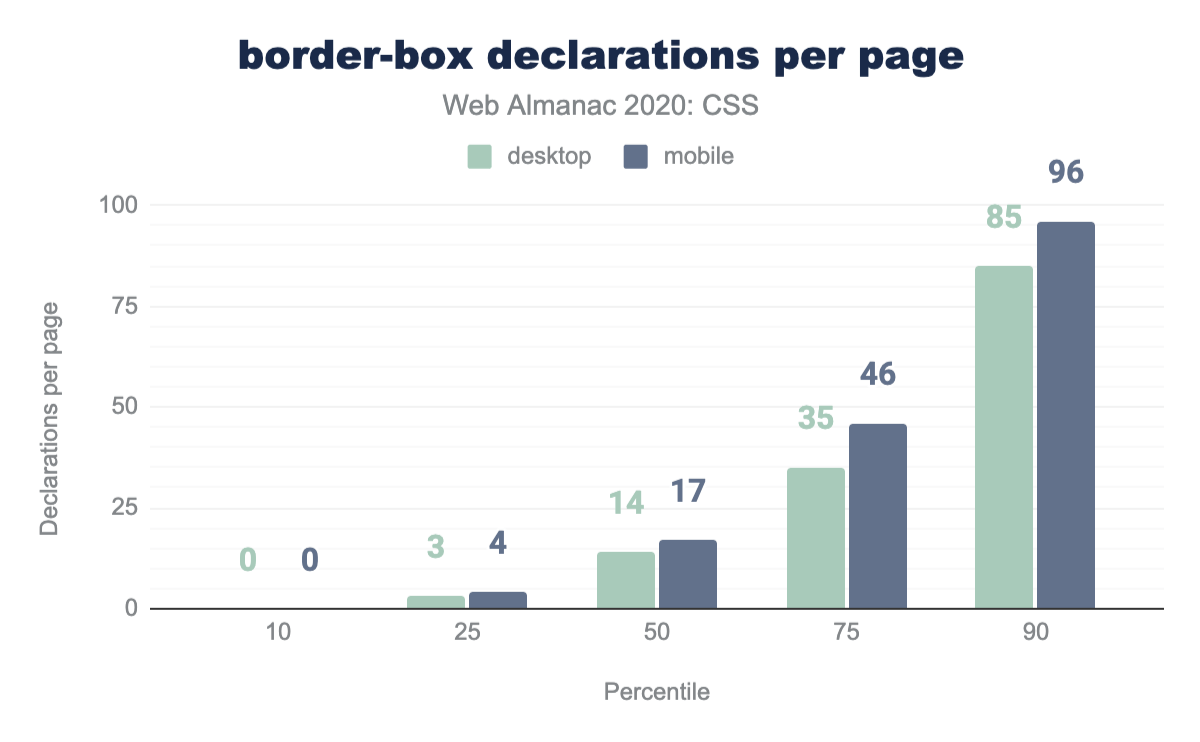 border-box declarations per page
Web Almanac 2020: CSS
desktop mobile
100
75
50
25
0
Declarations per page
0 0
3 4
14 17
35 46
85 96
10 25 50 75 90
Percentile